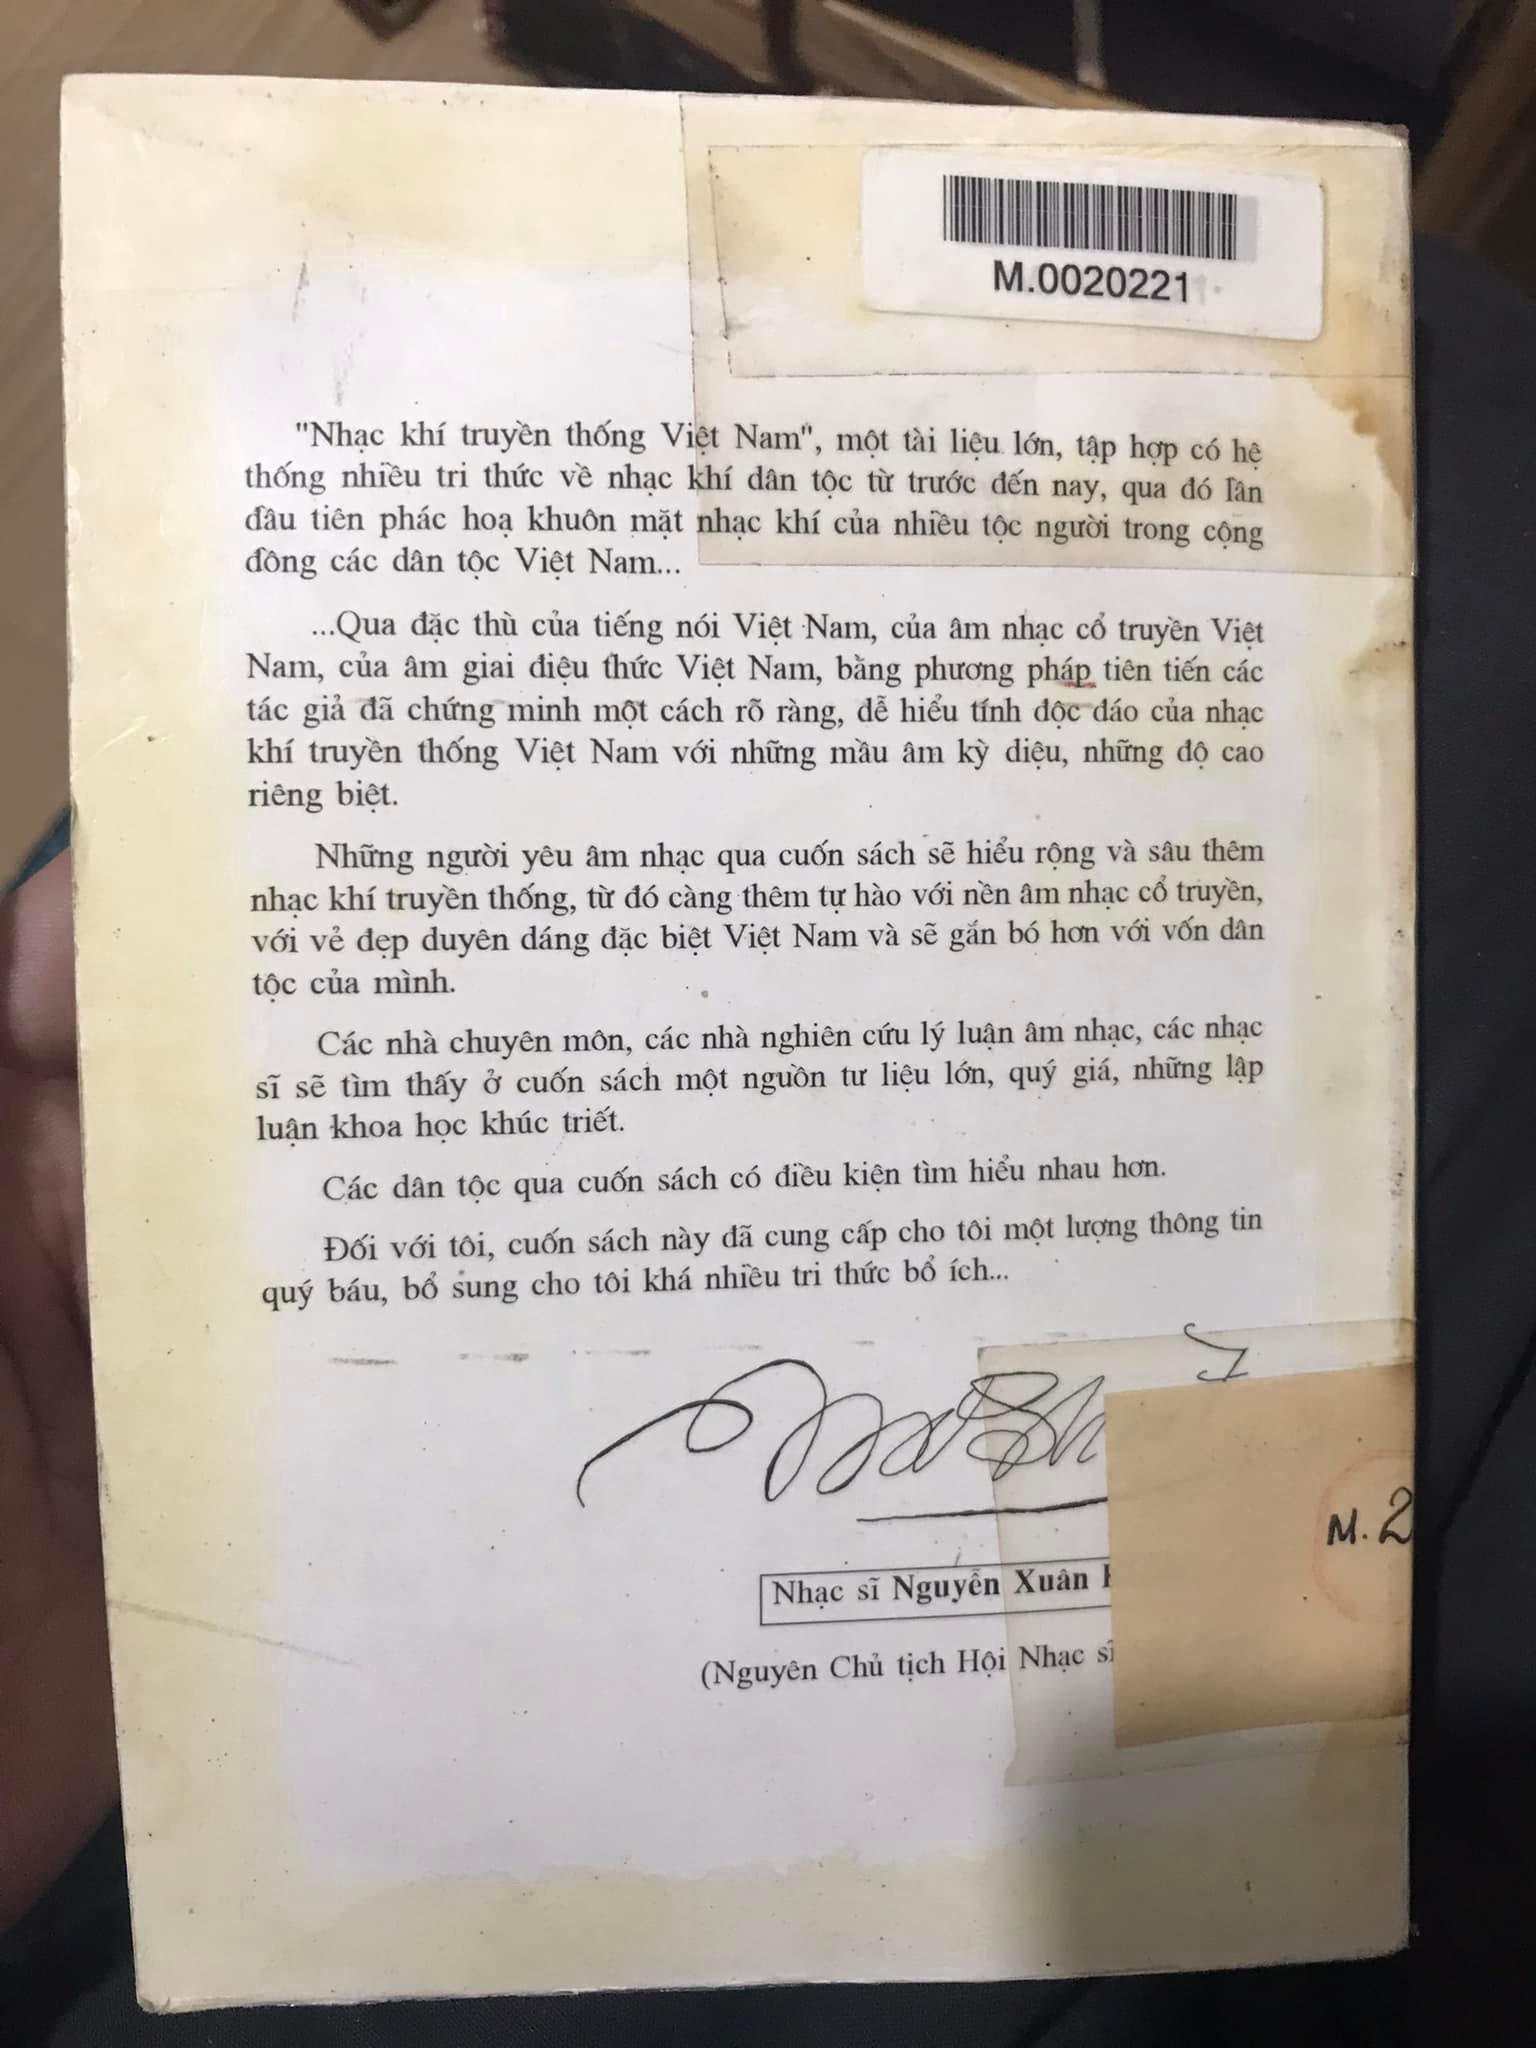 M.0020221
"Nhạc khí truyền thống Việt Nam", một tài liệu lớn, tập hợp có hệ
thống nhiều tri thức về nhạc khí dân tộc từ trước đến nay, qua đó lần
đầu tiên phác hoạ khuôn mặt nhạc khí của nhiều tộc người trong cộng
đồng các dân tộc Việt Nam...
...Qua đặc thù của tiếng nói Việt Nam, của âm nhạc cổ truyền Việt
Nam, của âm giai điệu thức Việt Nam, bằng phương pháp tiên tiến các
tác giả đã chứng minh một cách rõ ràng, dễ hiểu tính độc đáo của nhạc
khí truyền thống Việt Nam với những mầu âm kỳ diệu, những độ cao
riêng biệt.
Những người yêu âm nhạc qua cuốn sách sẽ hiểu rộng và sâu thêm
nhạc khí truyền thống, từ đó càng thêm tự hào với nền âm nhạc cổ truyền,
với vẻ đẹp duyên dáng đặc biệt Việt Nam và sẽ gắn bó hơn với vốn dân
tộc của mình.
Các nhà chuyên môn, các nhà nghiên cứu lý luận âm nhạc, các nhạc
sĩ sẽ tìm thấy ở cuốn sách một nguồn tư liệu lớn, quý giá, những lập
luận khoa học khúc triết.
Các dân tộc qua cuốn sách có điều kiện tìm hiểu nhau hơn.
Đối với tôi, cuốn sách này đã cung cấp cho tôi một lượng thông tin
quý báu, bổ sung cho tôi khá nhiều tri thức bổ ích...
M.2
Nhạc sĩ Nguyễn Xuân
(Nguyên Chủ tịch Hội Nhạc sĩ